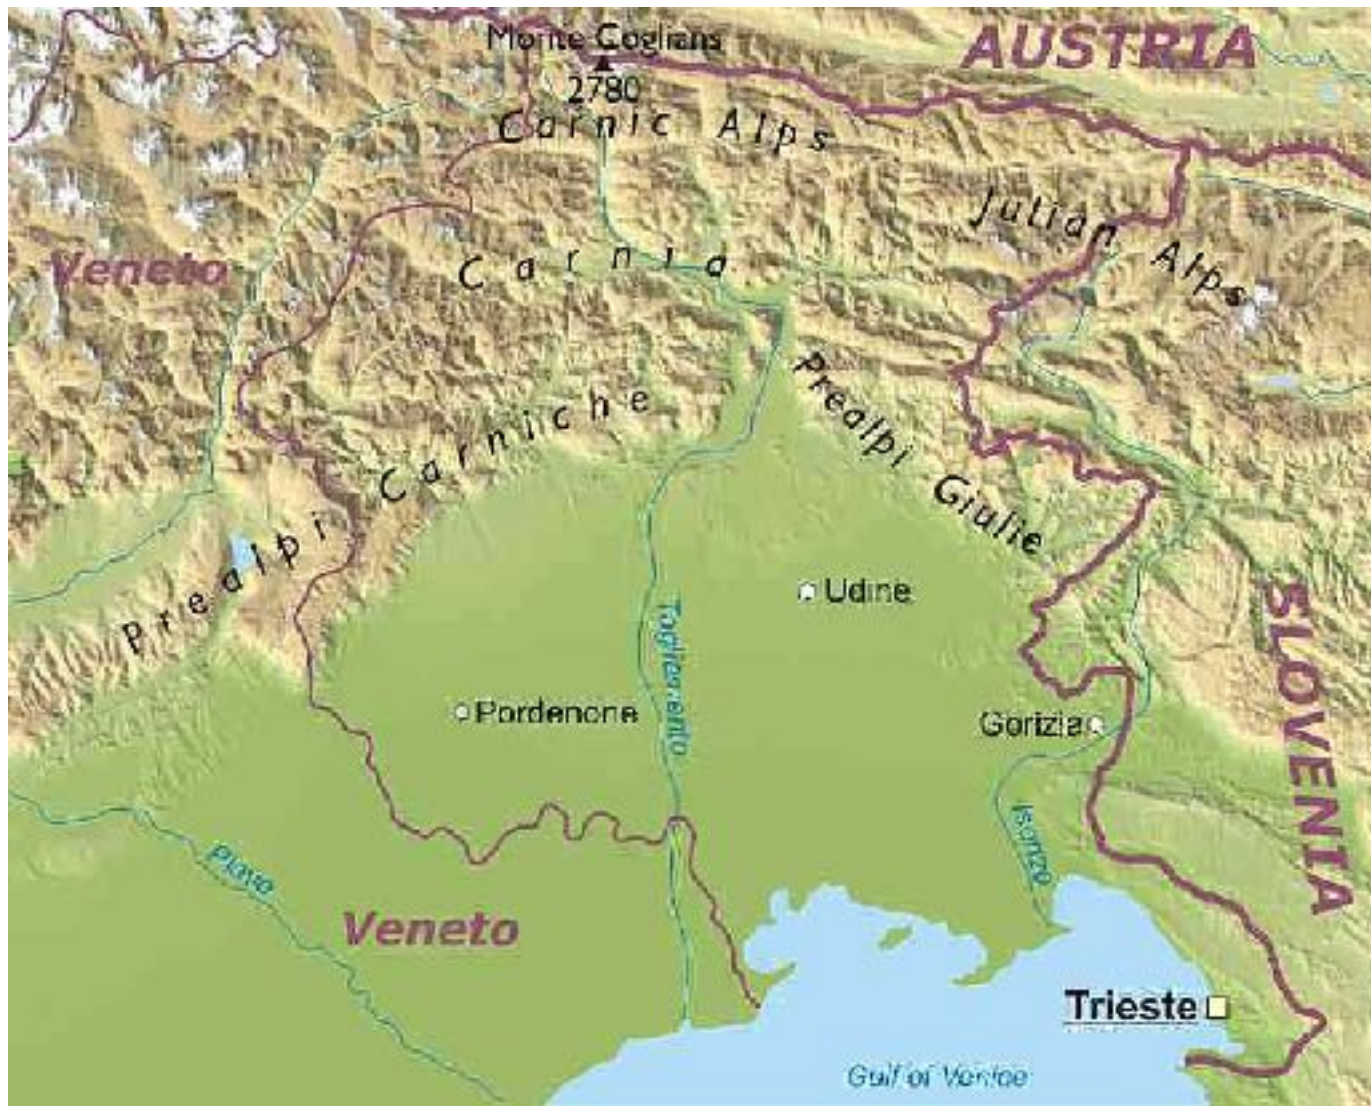 Monte Coglians
AUSTRIA
2780
Carnic Alps
Julian Alps
Veneto
Carnia
Prealpi Carniche
Prealpi Giulie
Udine
SLOVENIA
Tagliamento
Pordenone
Gorizia
Isonzo
Piave
Veneto
Trieste
Gulf of Venice